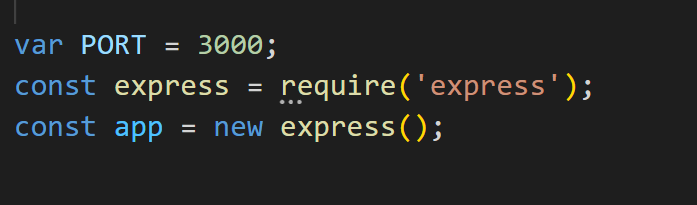 var PORT = 3000;
const express = require('express');
const app = new express();